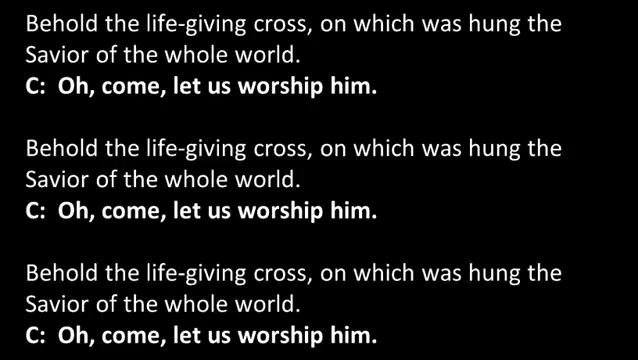 Behold the life-giving cross, on which was hung the
Savior of the whole world.
C:  Oh, come, let us worship him.
Behold the life-giving cross, on which was hung the
Savior of the whole world.
C:  Oh, come, let us worship him.
Behold the life-giving cross, on which was hung the
Savior of the whole world.
C:  Oh, come, let us worship him.